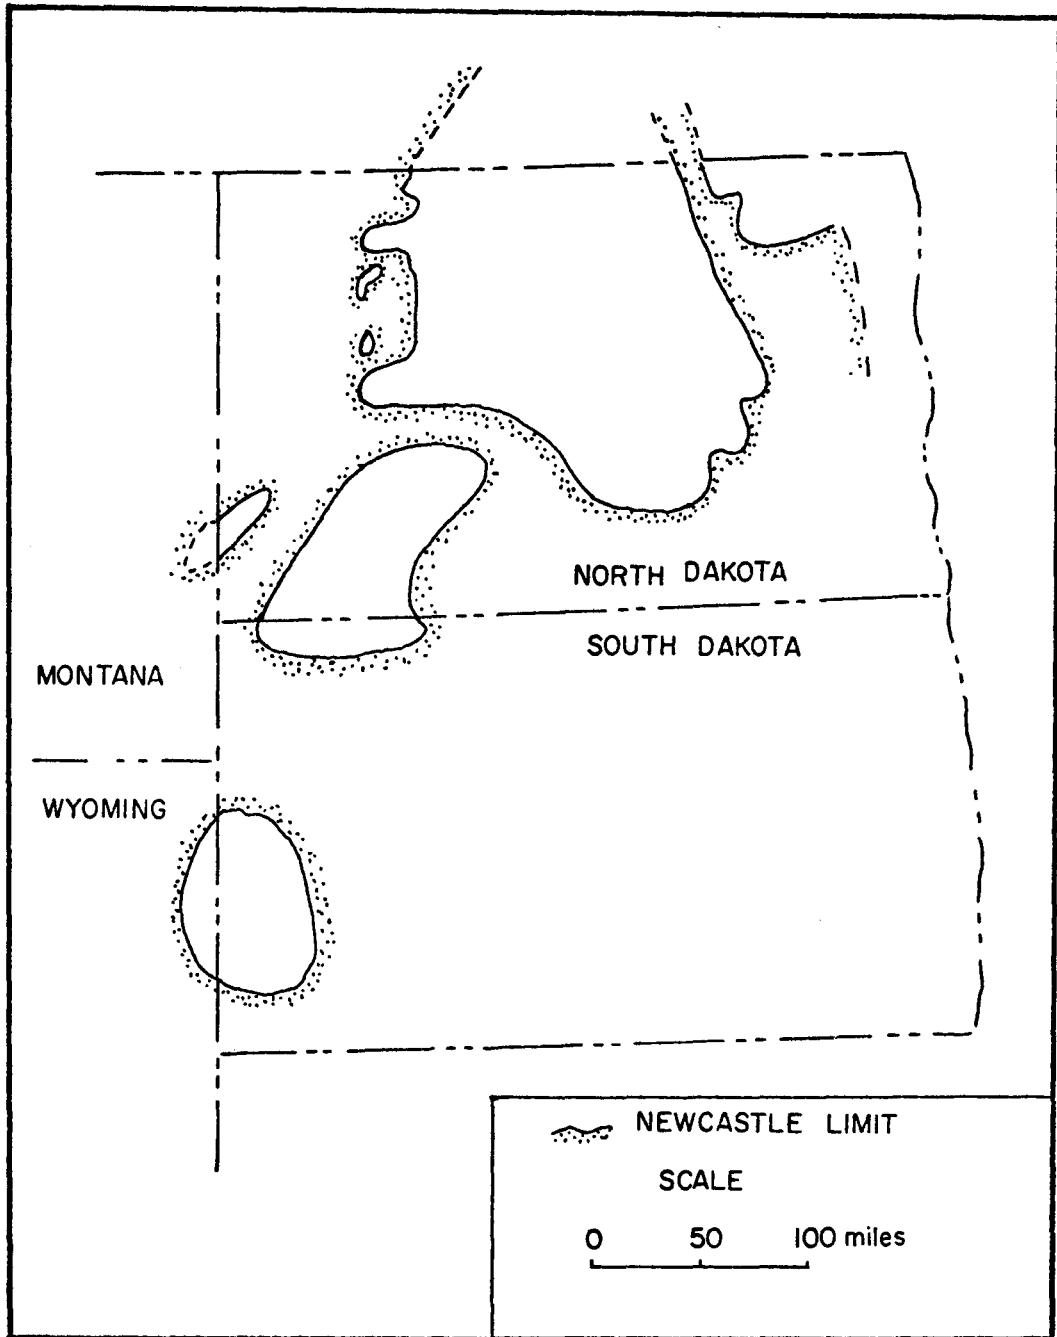 NORTH DAKOTA
SOUTH DAKOTA
MONTANA
WYOMING
NEWCASTLE LIMIT
SCALE
0 50 100 miles